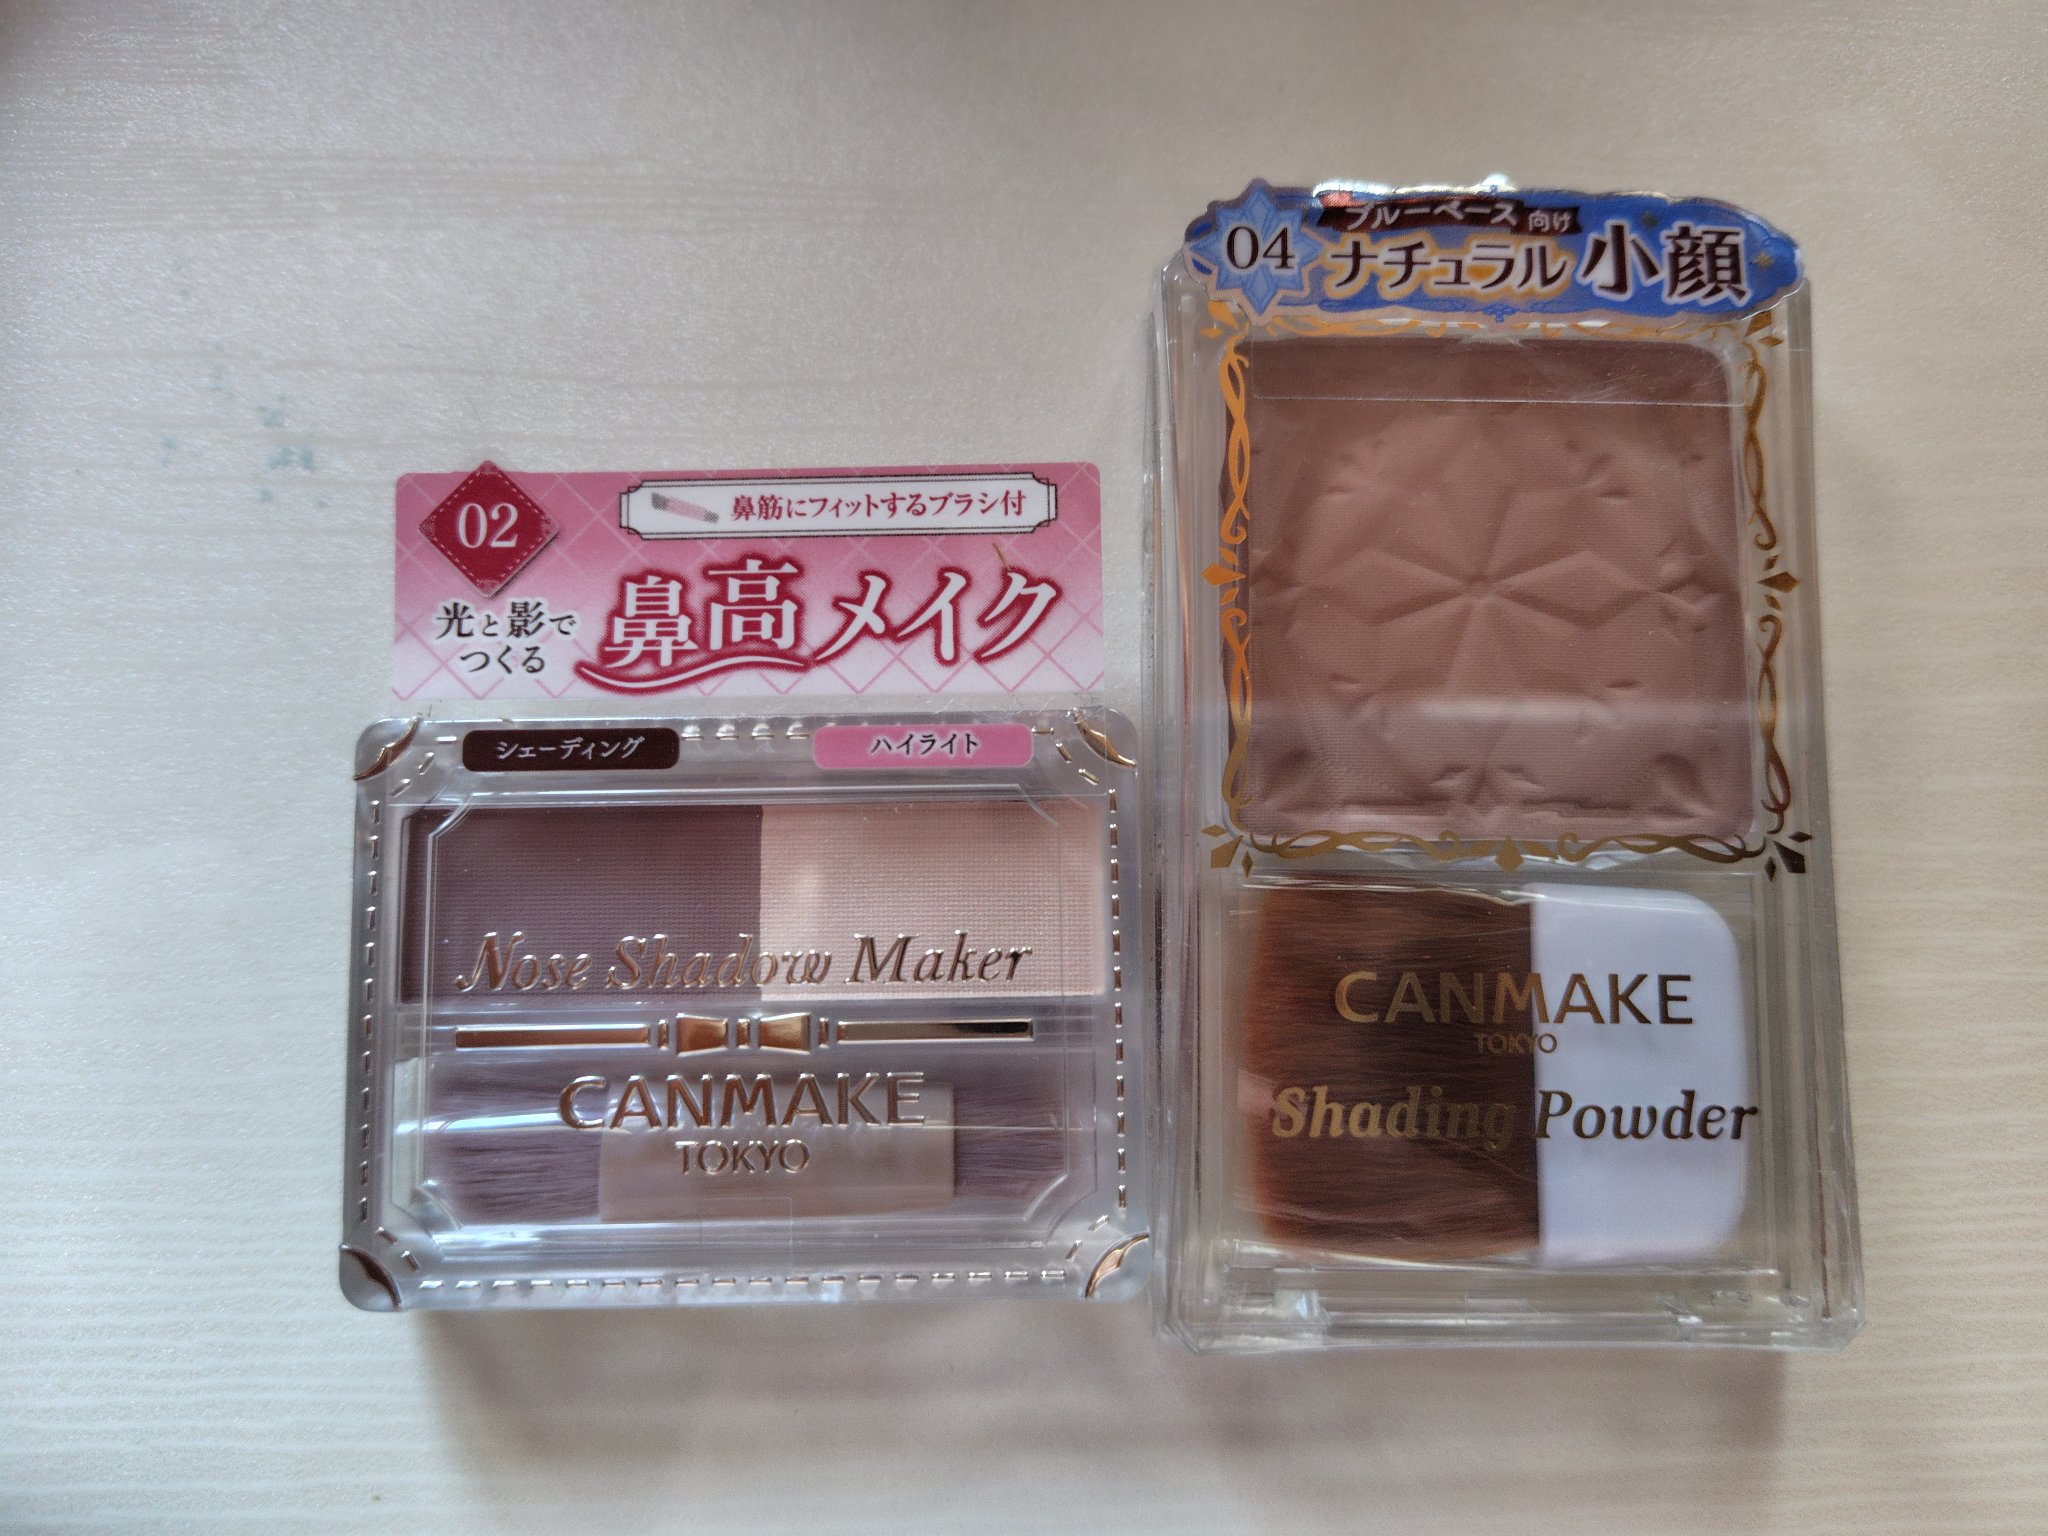 02
鼻筋にフィットするブラシ付
光と影で
つくる
鼻高メイク
シェーディング
ハイライト
Nose Shadow Maker
CANMAKE
TOKYO
04
ブルーベース向け
ナチュラル小顔
CANMAKE
TOKYO
Shading Powder